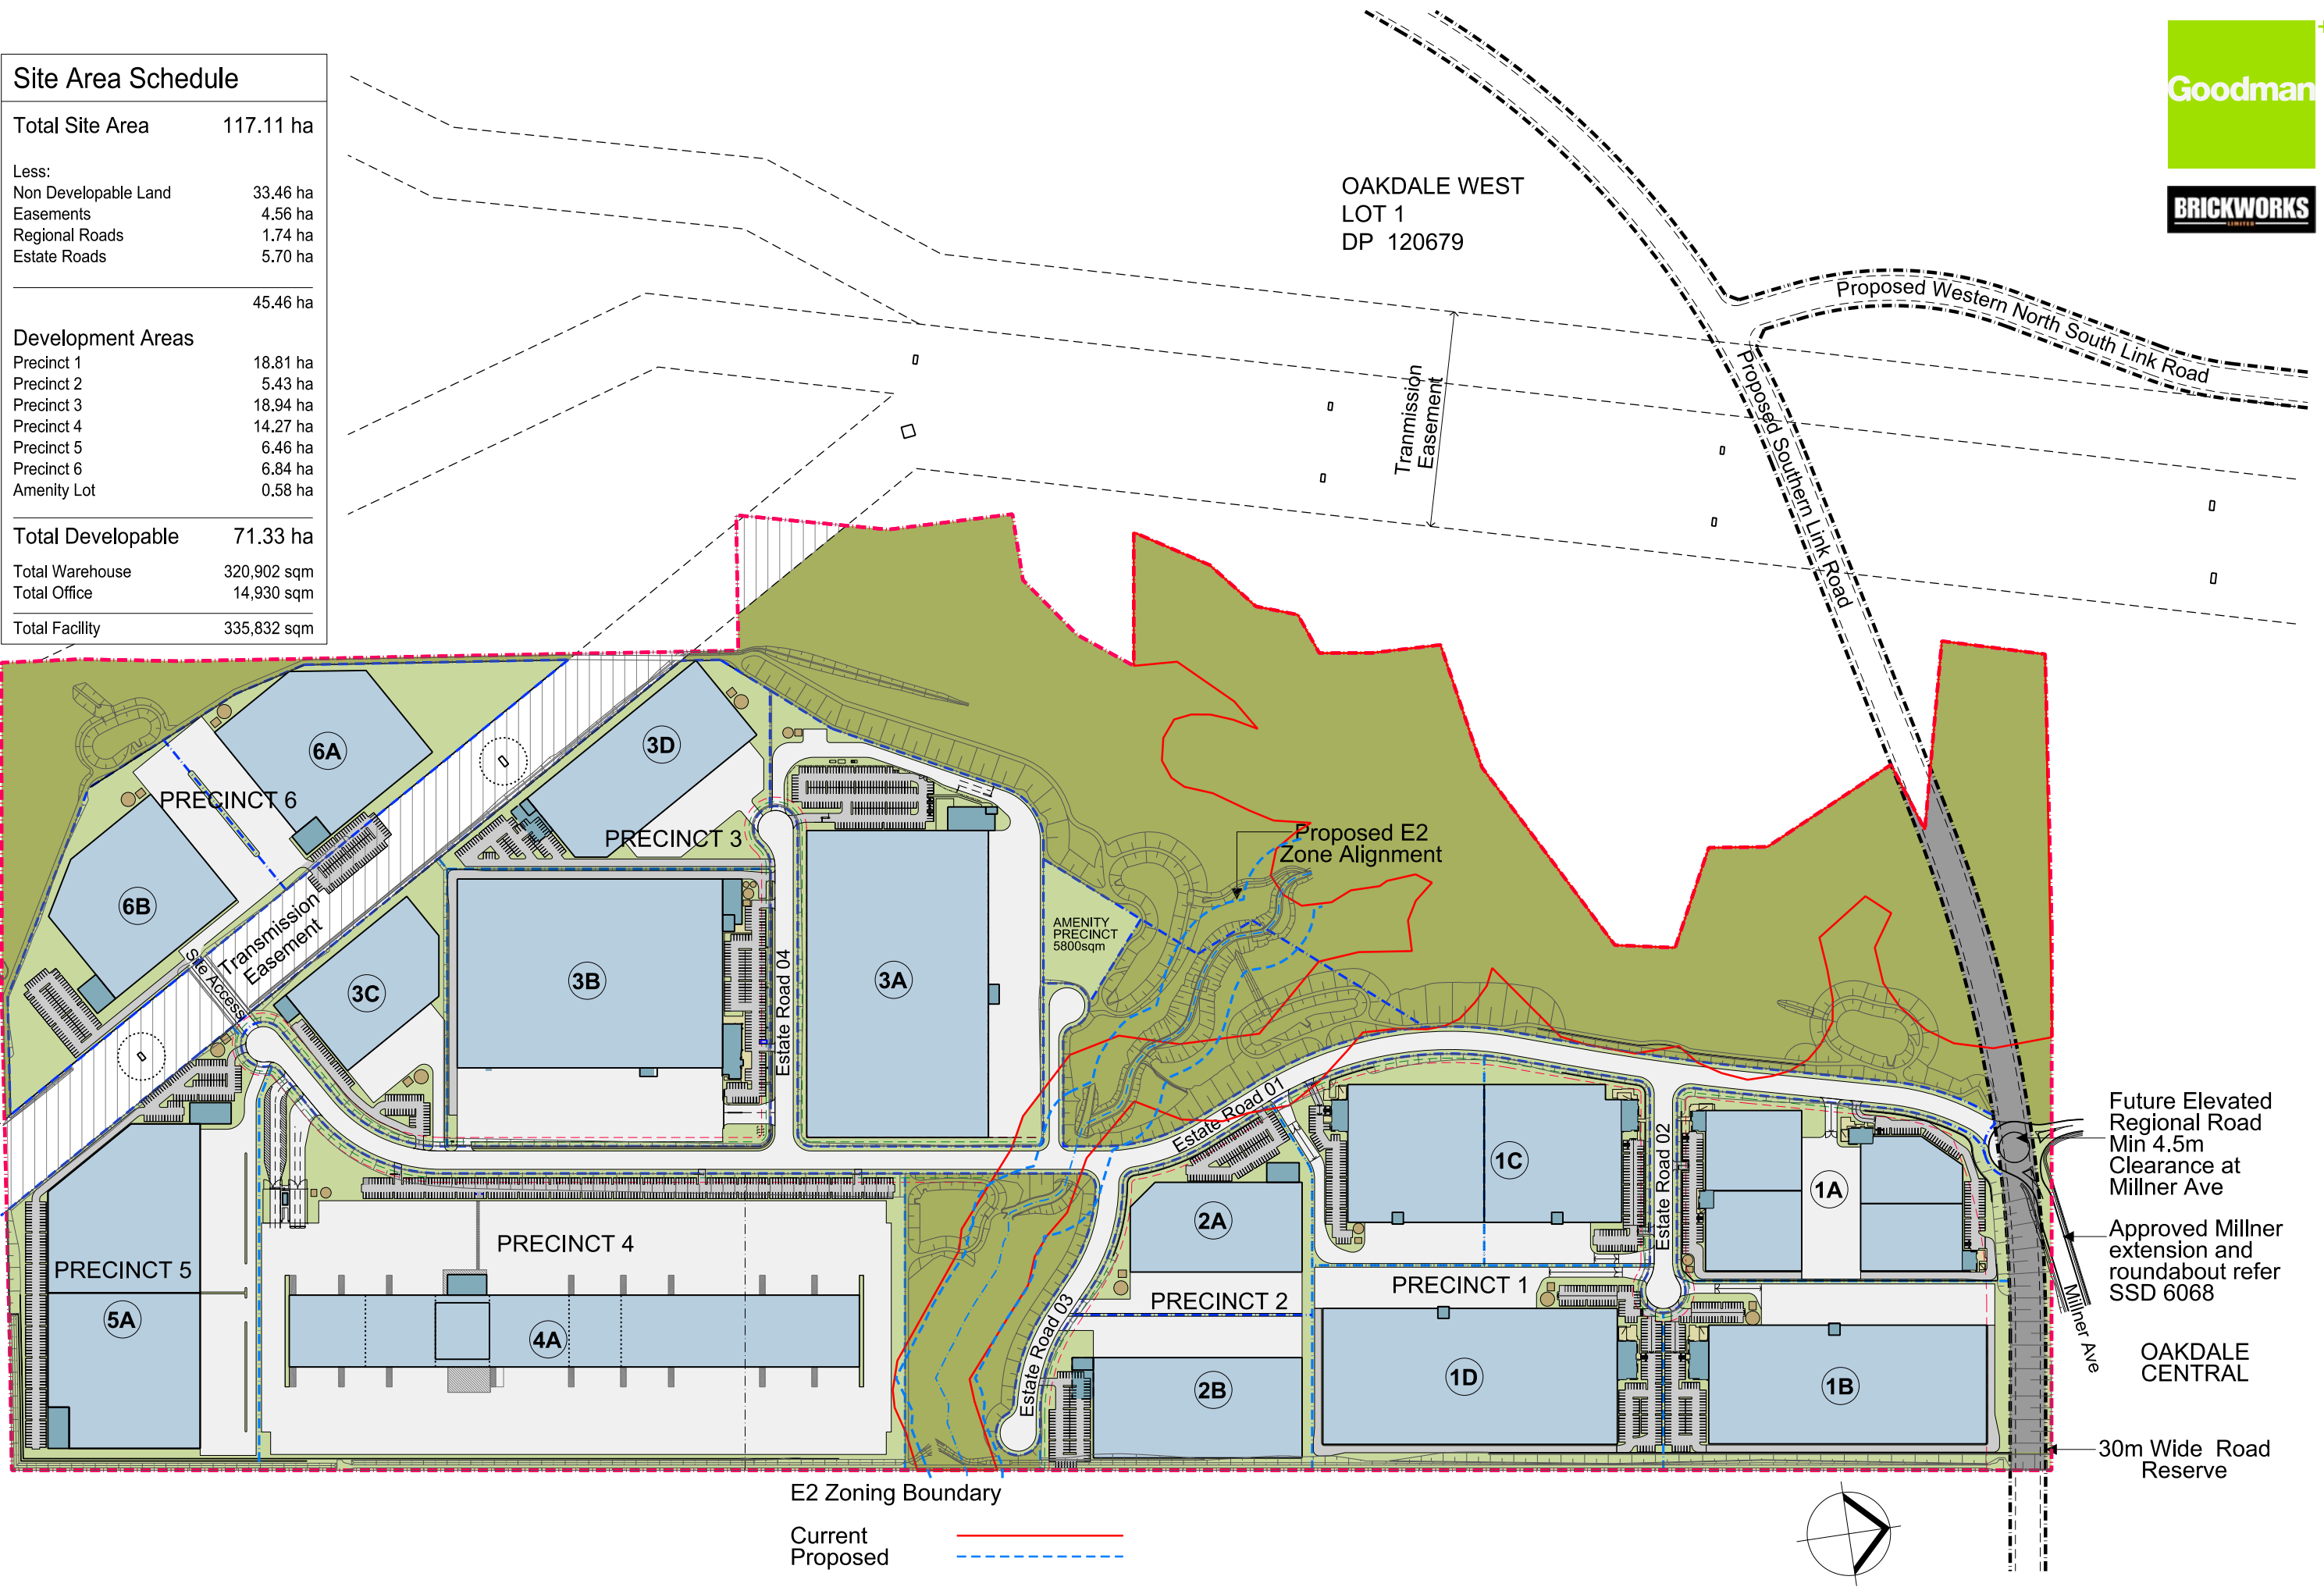 Site Area Schedule
Total Site Area 117.11 ha
Less:
Non Developable Land 33.46 ha
Easements 4.56 ha
Regional Roads 1.74 ha
Estate Roads 5.70 ha
45.46 ha
Development Areas
Precinct 1 18.81 ha
Precinct 2 5.43 ha
Precinct 3 18.94 ha
Precinct 4 14.27 ha
Precinct 5 6.46 ha
Precinct 6 6.84 ha
Amenity Lot 0.58 ha
Total Developable 71.33 ha
Total Warehouse 320,902 sqm
Total Office 14,930 sqm
Total Facility 335,832 sqm
Goodman
BRICKWORKS
LIMITED
OAKDALE WEST
LOT 1
DP 120679
Proposed Western North South Link Road
Proposed Southern Link Road
Tranmission
Easement
6A
PRECINCT 6
6B
3D
PRECINCT 3
Transmission
Easement
Site Access
3C
3B
Estate Road 04
3A
AMENITY
PRECINCT
5800sqm
Proposed E2
Zone Alignment
Estate Road 01
1C
Estate Road 02
1A
2A
PRECINCT 2
2B
Estate Road 03
PRECINCT 1
1D
1B
PRECINCT 4
4A
PRECINCT 5
5A
Future Elevated
Regional Road
Min 4.5m
Clearance at
Millner Ave
Approved Millner
extension and
roundabout refer
SSD 6068
Millner Ave
OAKDALE
CENTRAL
30m Wide Road
Reserve
E2 Zoning Boundary
Current
Proposed